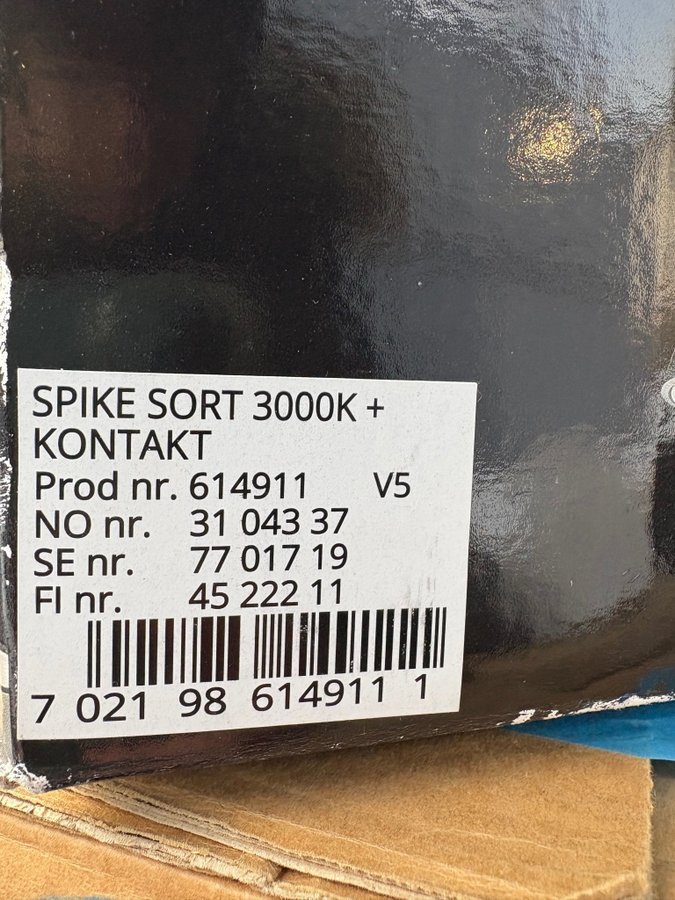 SPIKE SORT 3000K +
KONTAKT
Prod nr. 614911 V5
NO nr. 31 043 37
SE nr. 77 017 19
FI nr. 45 222 11
7 021 98 614911 1